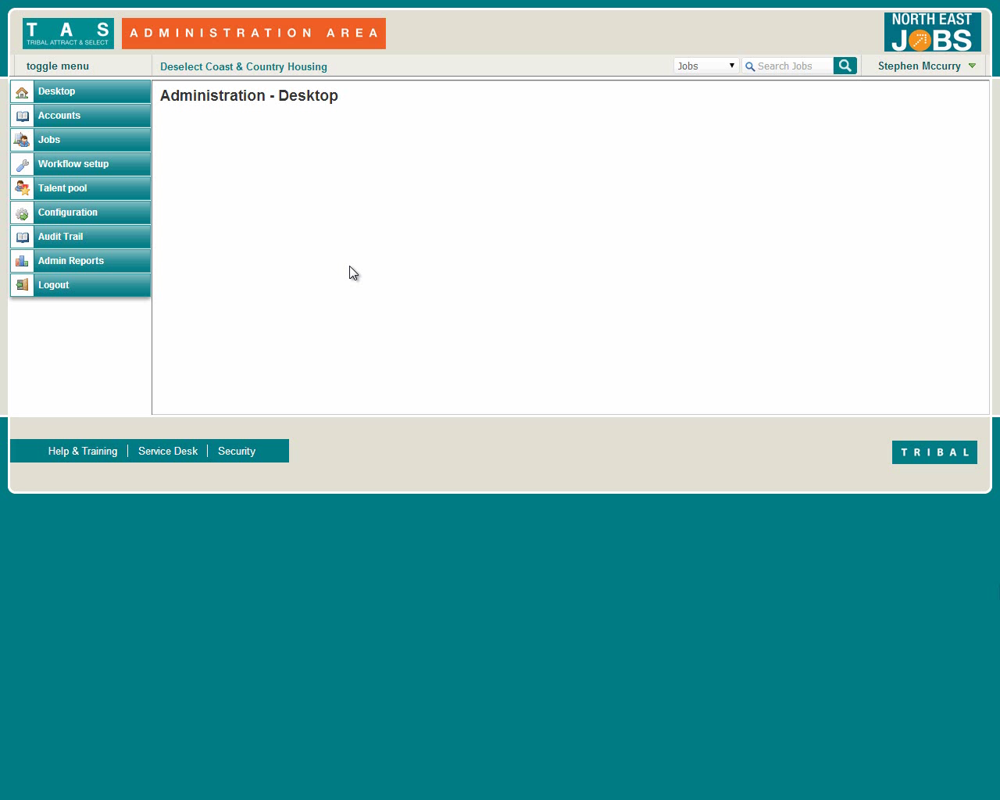 T A S
TRIBAL ATTRACT & SELECT
ADMINISTRATION AREA
NORTH EAST
JOBS
toggle menu
Deselect Coast & Country Housing
Jobs
Search Jobs
Stephen Mccurry
Desktop
Accounts
Jobs
Workflow setup
Talent pool
Configuration
Audit Trail
Admin Reports
Logout
Administration - Desktop
Help & Training
Service Desk
Security
TRIBAL